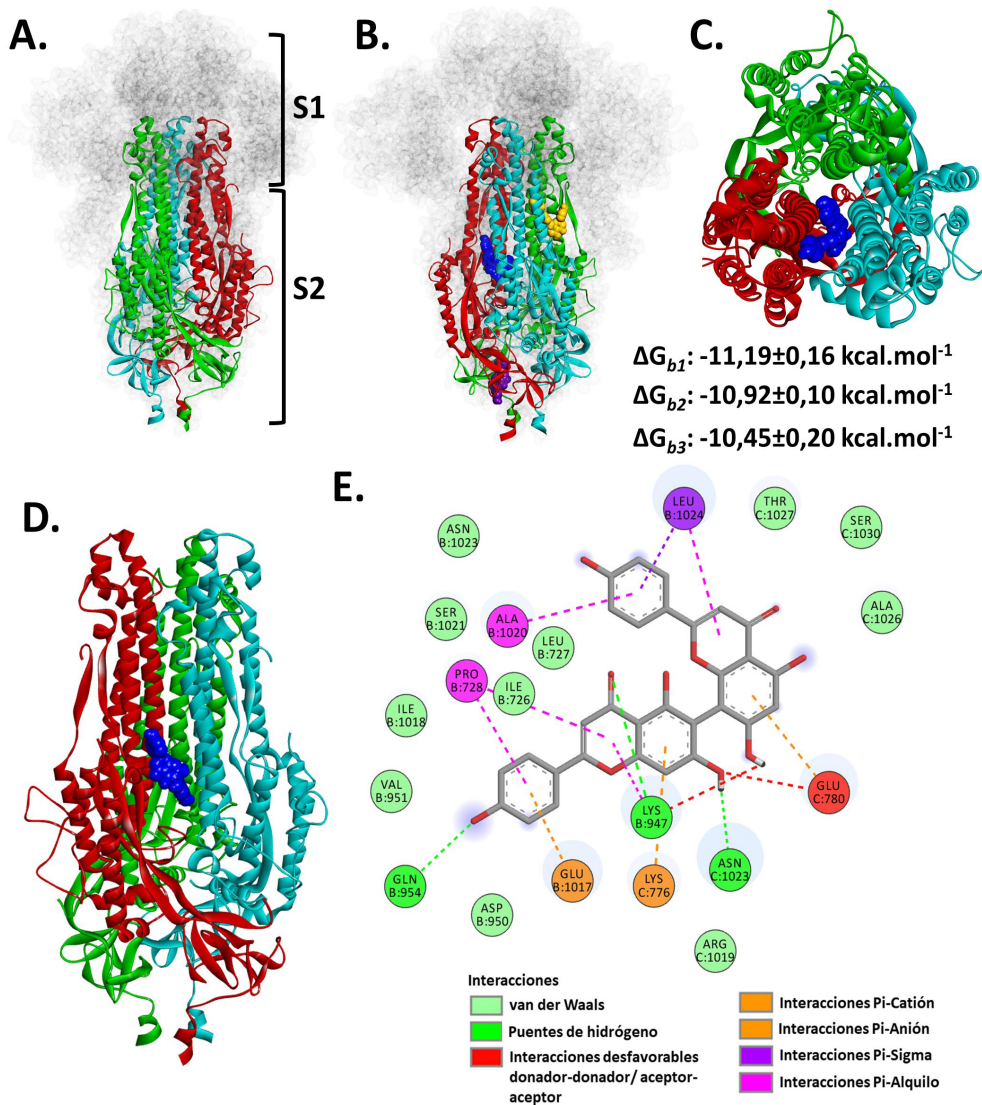 A.
B.
C.
S1
S2
ΔGb1: -11,19±0,16 kcal.mol-1
ΔGb2: -10,92±0,10 kcal.mol-1
ΔGb3: -10,45±0,20 kcal.mol-1
D.
E.
LEU
B:1024
THR
C:1027
SER
C:1030
ASN
B:1023
ALA
C:1026
SER
B:1021
ALA
B:1020
LEU
B:727
PRO
B:728
ILE
B:726
ILE
B:1018
VAL
B:951
LYS
B:947
GLU
C:780
GLN
B:954
GLU
B:1017
LYS
C:776
ASN
C:1023
ASP
B:950
ARG
C:1019
Interacciones
van der Waals
Puentes de hidrógeno
Interacciones desfavorables
donador-donador/ aceptor-
aceptor
Interacciones Pi-Catión
Interacciones Pi-Anión
Interacciones Pi-Sigma
Interacciones Pi-Alquilo